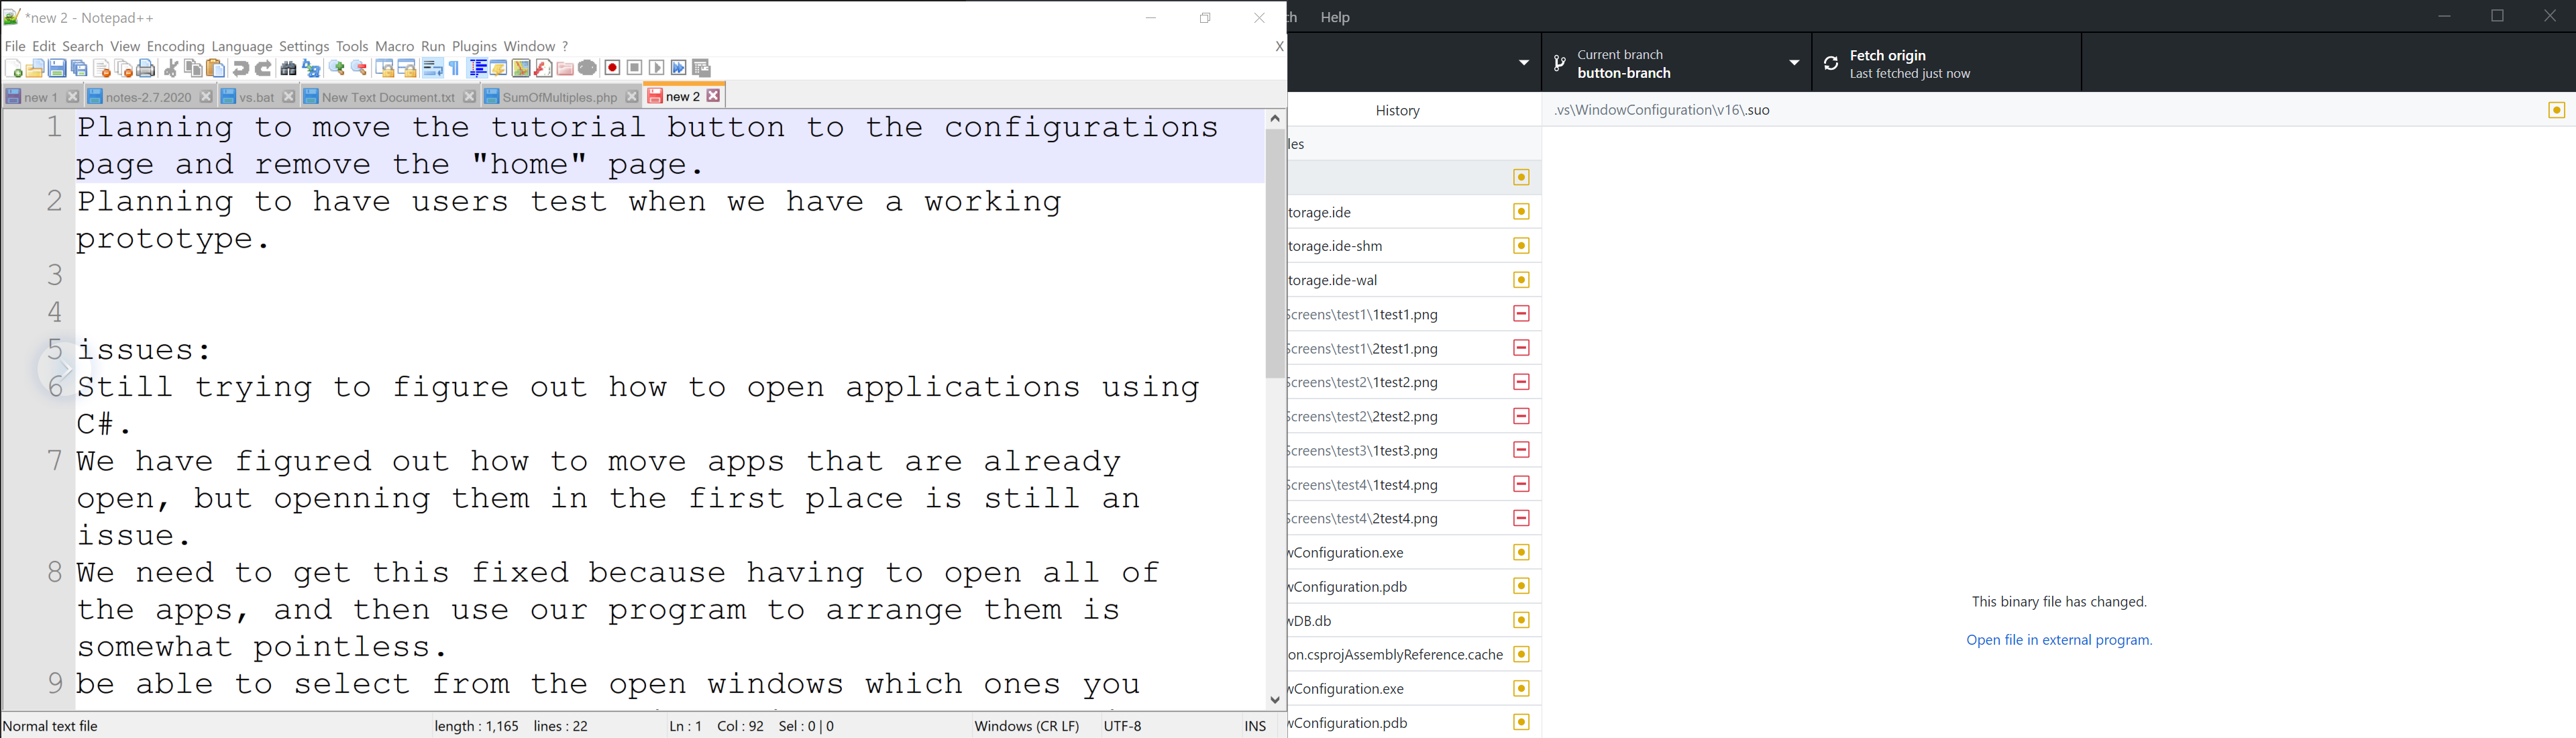 *new 2 - Notepad++
File Edit Search View Encoding Language Settings Tools Macro Run Plugins Window ? X
new 1 notes-2.7.2020 vs.bat New Text Document.txt SumOfMultiples.php new 2
1 Planning to move the tutorial button to the configurations
page and remove the "home" page.
2 Planning to have users test when we have a working
prototype.
3
4
5 issues:
6 Still trying to figure out how to open applications using
C#.
7 We have figured out how to move apps that are already
open, but openning them in the first place is still an
issue.
8 We need to get this fixed because having to open all of
the apps, and then use our program to arrange them is
somewhat pointless.
9 be able to select from the open windows which ones you
Normal text file length : 1,165 lines : 22 Ln : 1 Col : 92 Sel : 0 | 0 Windows (CR LF) UTF-8 INS
Help
Current branch
button-branch
Fetch origin
Last fetched just now
History
.vs\WindowConfiguration\v16\.suo
les
torage.ide
torage.ide-shm
torage.ide-wal
Screens\test1\1test1.png
Screens\test1\2test1.png
Screens\test2\1test2.png
Screens\test2\2test2.png
Screens\test3\1test3.png
Screens\test4\1test4.png
Screens\test4\2test4.png
wConfiguration.exe
wConfiguration.pdb
wDB.db
on.csprojAssemblyReference.cache
wConfiguration.exe
wConfiguration.pdb
This binary file has changed.
Open file in external program.